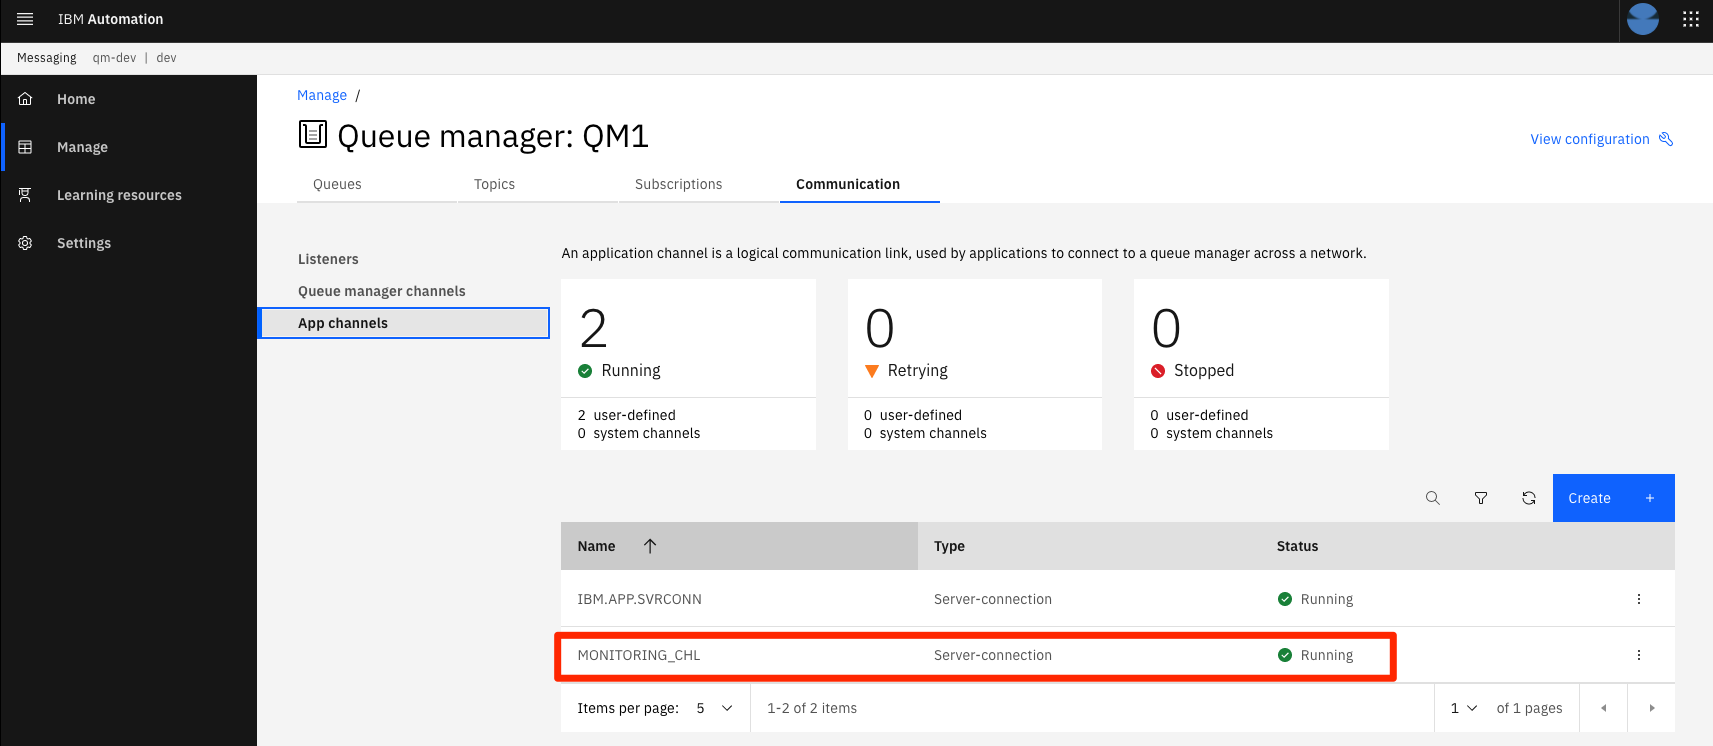 IBM Automation
Messaging qm-dev | dev
Home
Manage
Learning resources
Settings
Manage /
Queue manager: QM1
View configuration
Queues Topics Subscriptions Communication
Listeners
Queue manager channels
App channels
An application channel is a logical communication link, used by applications to connect to a queue manager across a network.
2
Running
2 user-defined
0 system channels
0
Retrying
0 user-defined
0 system channels
0
Stopped
0 user-defined
0 system channels
Create +
Name Type Status
IBM.APP.SVRCONN Server-connection Running
MONITORING_CHL Server-connection Running
Items per page: 5 1-2 of 2 items 1 of 1 pages